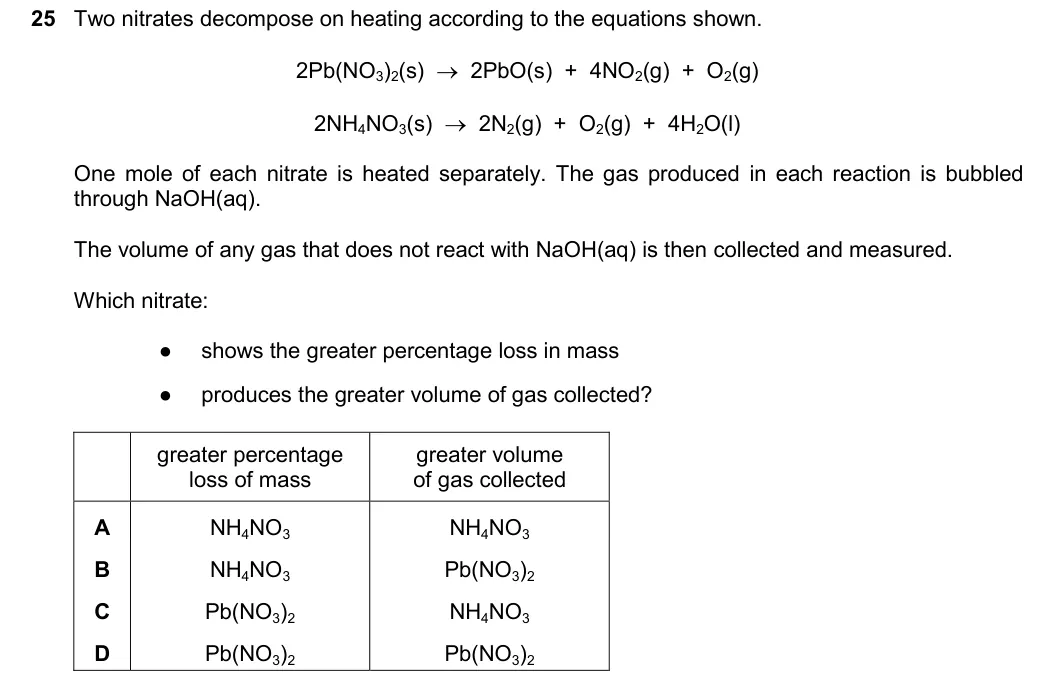 25 Two nitrates decompose on heating according to the equations shown.
2Pb(NO₃)₂(s) → 2PbO(s) + 4NO₂(g) + O₂(g)
2NH₄NO₃(s) → 2N₂(g) + O₂(g) + 4H₂O(l)
One mole of each nitrate is heated separately. The gas produced in each reaction is bubbled
through NaOH(aq).
The volume of any gas that does not react with NaOH(aq) is then collected and measured.
Which nitrate:
● shows the greater percentage loss in mass
● produces the greater volume of gas collected?
greater percentage loss of mass | greater volume of gas collected
A NH₄NO₃ NH₄NO₃
B NH₄NO₃ Pb(NO₃)₂
C Pb(NO₃)₂ NH₄NO₃
D Pb(NO₃)₂ Pb(NO₃)₂